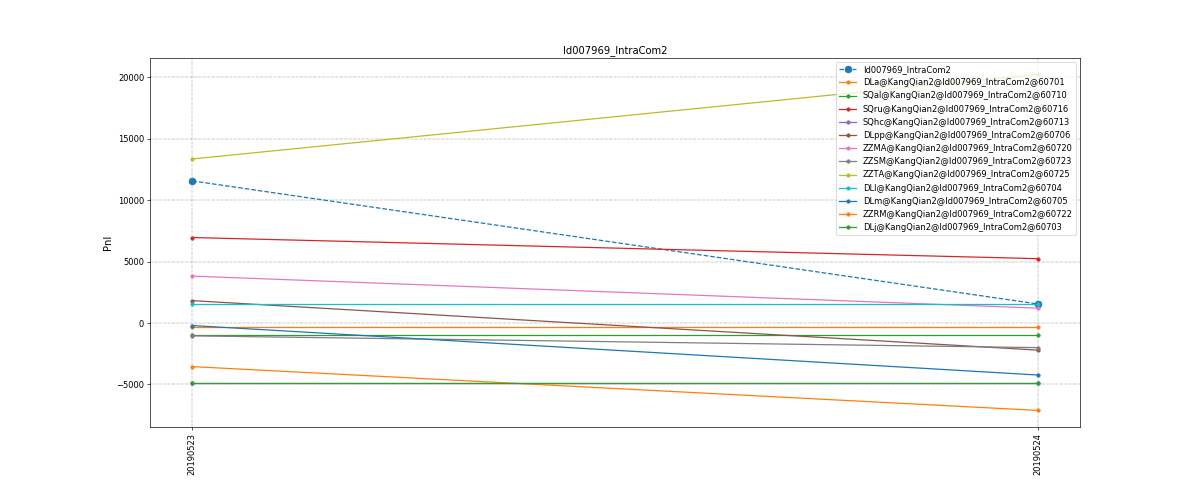 Id007969_IntraCom2
Pnl
20000
15000
10000
5000
0
−5000
20190523
20190524
Id007969_IntraCom2
DLa@KangQian2@Id007969_IntraCom2@60701
SQal@KangQian2@Id007969_IntraCom2@60710
SQru@KangQian2@Id007969_IntraCom2@60716
SQhc@KangQian2@Id007969_IntraCom2@60713
DLpp@KangQian2@Id007969_IntraCom2@60706
ZZMA@KangQian2@Id007969_IntraCom2@60720
ZZSM@KangQian2@Id007969_IntraCom2@60723
ZZTA@KangQian2@Id007969_IntraCom2@60725
DLl@KangQian2@Id007969_IntraCom2@60704
DLm@KangQian2@Id007969_IntraCom2@60705
ZZRM@KangQian2@Id007969_IntraCom2@60722
DLj@KangQian2@Id007969_IntraCom2@60703